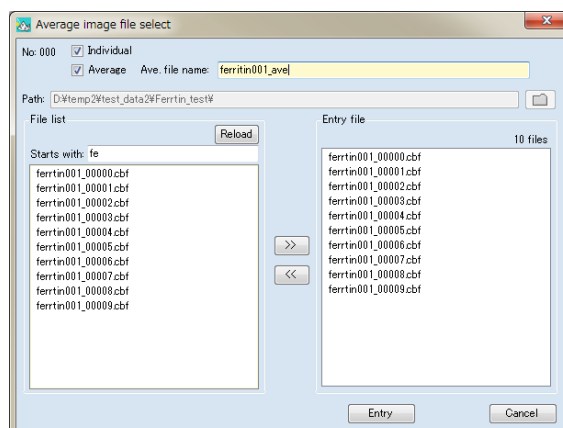 Average image file select
No: 000 Individual
Average Ave. file name: ferritin001_ave
Path: D:¥temp2¥test_data2¥Ferrtin_test¥
File list
Reload
Starts with: fe
ferrtin001_00000.cbf
ferrtin001_00001.cbf
ferrtin001_00002.cbf
ferrtin001_00003.cbf
ferrtin001_00004.cbf
ferrtin001_00005.cbf
ferrtin001_00006.cbf
ferrtin001_00007.cbf
ferrtin001_00008.cbf
ferrtin001_00009.cbf
>>
<<
Entry file
10 files
ferrtin001_00000.cbf
ferrtin001_00001.cbf
ferrtin001_00002.cbf
ferrtin001_00003.cbf
ferrtin001_00004.cbf
ferrtin001_00005.cbf
ferrtin001_00006.cbf
ferrtin001_00007.cbf
ferrtin001_00008.cbf
ferrtin001_00009.cbf
Entry Cancel